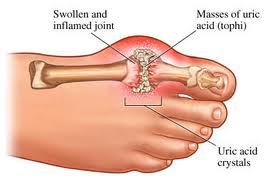 Swollen and
inflamed joint
Masses of uric
acid (tophi)
Uric acid
crystals